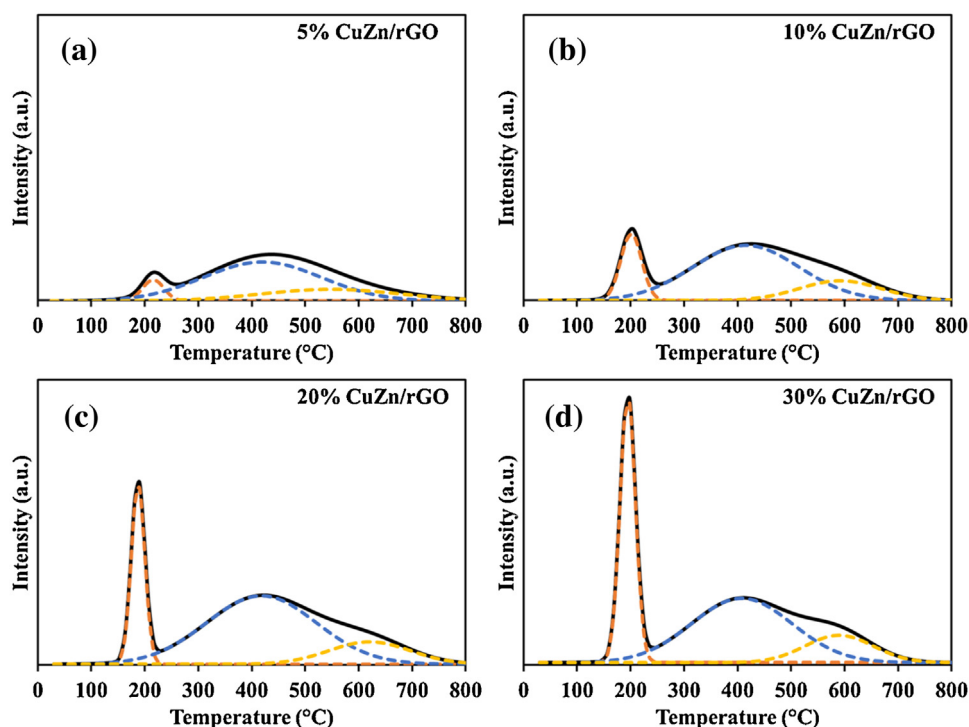 (a)
5% CuZn/rGO
Intensity (a.u.)
0 100 200 300 400 500 600 700 800
Temperature (°C)
(b)
10% CuZn/rGO
Intensity (a.u.)
0 100 200 300 400 500 600 700 800
Temperature (°C)
(c)
20% CuZn/rGO
Intensity (a.u.)
0 100 200 300 400 500 600 700 800
Temperature (°C)
(d)
30% CuZn/rGO
Intensity (a.u.)
0 100 200 300 400 500 600 700 800
Temperature (°C)